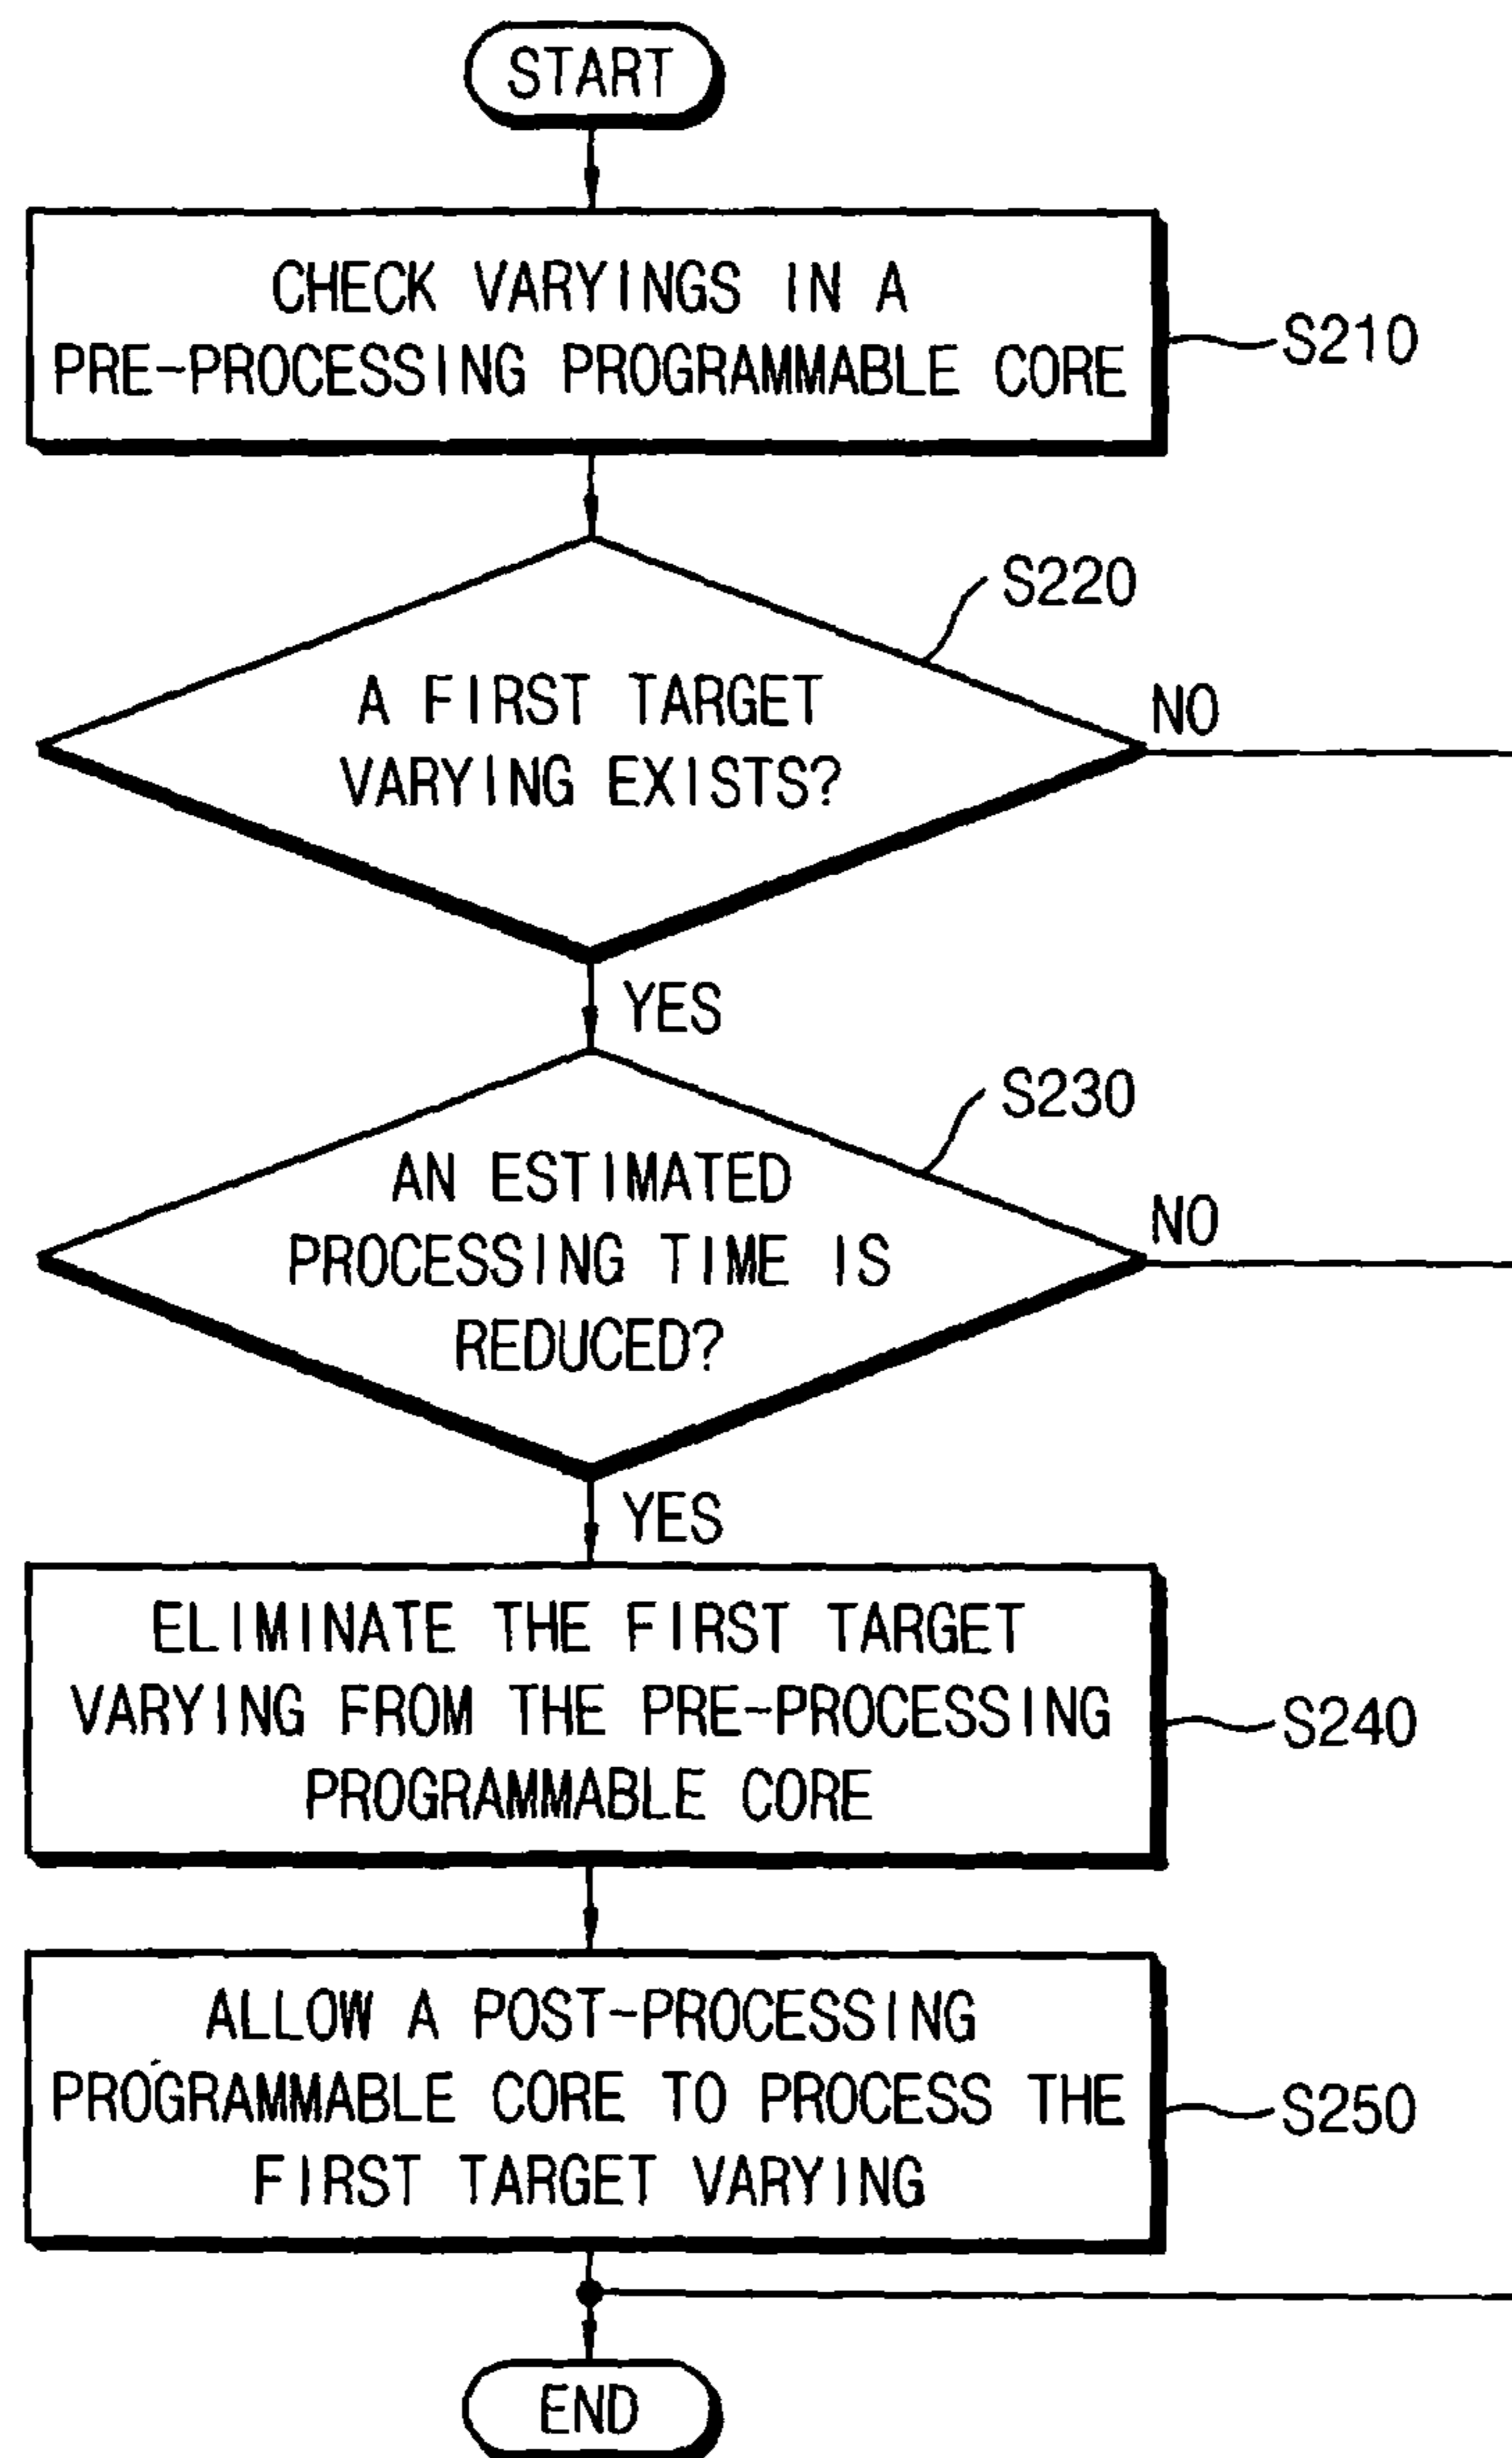 START
CHECK VARYINGS IN A
PRE-PROCESSING PROGRAMMABLE CORE
S210
S220
A FIRST TARGET
VARYING EXISTS?
NO
YES
S230
AN ESTIMATED
PROCESSING TIME IS
REDUCED?
NO
YES
ELIMINATE THE FIRST TARGET
VARYING FROM THE PRE-PROCESSING
PROGRAMMABLE CORE
S240
ALLOW A POST-PROCESSING
PROGRAMMABLE CORE TO PROCESS THE
FIRST TARGET VARYING
S250
END